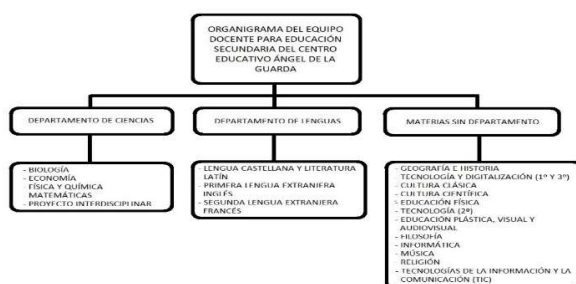 ORGANIGRAMA DEL EQUIPO
DOCENTE PARA EDUCACIÓN
SECUNDARIA DEL CENTRO
EDUCATIVO ÁNGEL DE LA
GUARDA
DEPARTAMENTO DE CIENCIAS
- BIOLOGÍA
- ECONOMÍA
FÍSICA Y QUÍMICA
MATEMÁTICAS
- PROYECTO INTERDISCIPLINAR
DEPARTAMENTO DE LENGUAS
- LENGUA CASTELLANA Y LITERATURA
LATÍN
- PRIMERA LENGUA EXTRANJERA
INGLÉS
- SEGUNDA LENGUA EXTRANJERA
FRANCÉS
MATERIAS SIN DEPARTAMENTO
- GEOGRAFÍA E HISTORIA
TECNOLOGÍA Y DIGITALIZACIÓN (1º Y 3º)
- CULTURA CLÁSICA
- CULTURA CIENTÍFICA
- EDUCACIÓN FÍSICA
- TECNOLOGÍA (2º)
- EDUCACIÓN PLÁSTICA, VISUAL Y
AUDIOVISUAL
- FILOSOFÍA
- INFORMÁTICA
- MÚSICA
RELIGIÓN
- TECNOLOGÍAS DE LA INFORMACIÓN Y LA
COMUNICACIÓN (TIC)